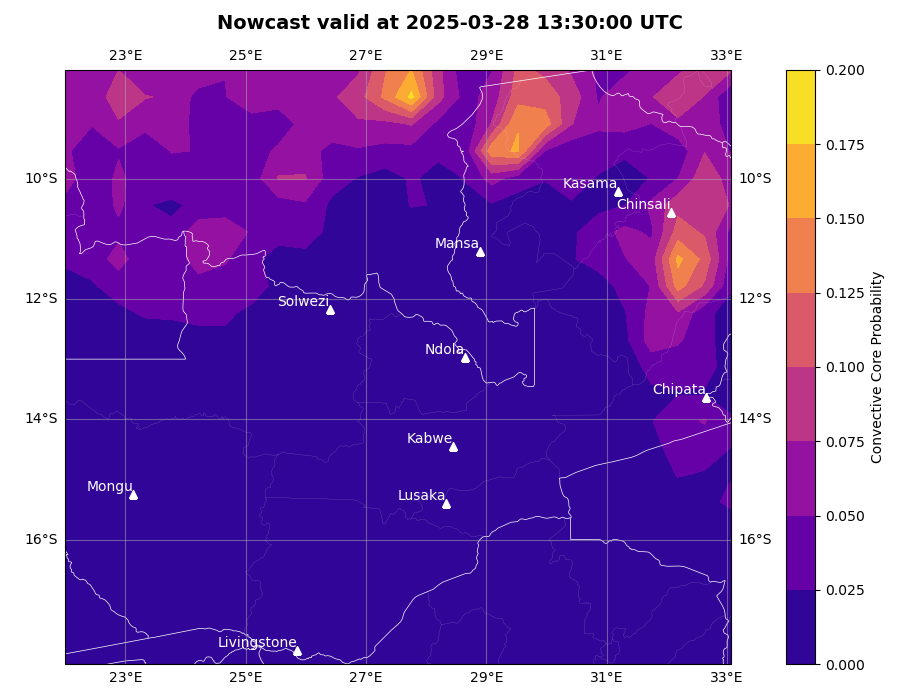 Nowcast valid at 2025-03-28 13:30:00 UTC
23°E 25°E 27°E 29°E 31°E 33°E
0.200
0.175
10°S 10°S
Kasama
Chinsali
0.150
Mansa
12°S 12°S
Solwezi
0.125
Ndola
0.100
Chipata
14°S 14°S
Kabwe
0.075
Mongu
Lusaka
0.050
16°S 16°S
0.025
Livingstone
0.000
23°E 25°E 27°E 29°E 31°E 33°E
Convective Core Probability